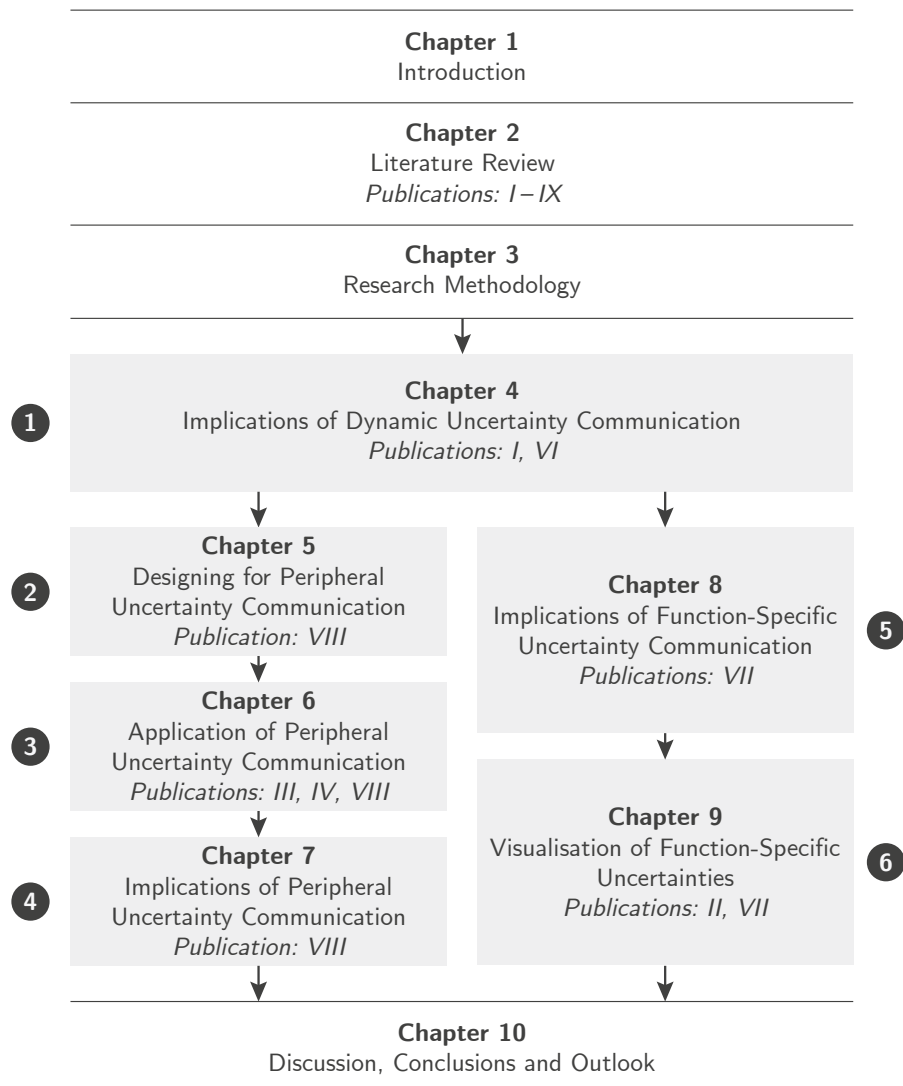 Chapter 1
Introduction
Chapter 2
Literature Review
Publications: I – IX
Chapter 3
Research Methodology
1
Chapter 4
Implications of Dynamic Uncertainty Communication
Publications: I, VI
2
Chapter 5
Designing for Peripheral
Uncertainty Communication
Publication: VIII
3
Chapter 6
Application of Peripheral
Uncertainty Communication
Publications: III, IV, VIII
4
Chapter 7
Implications of Peripheral
Uncertainty Communication
Publication: VIII
Chapter 8
Implications of Function-Specific
Uncertainty Communication
Publications: VII
5
Chapter 9
Visualisation of Function-Specific
Uncertainties
Publications: II, VII
6
Chapter 10
Discussion, Conclusions and Outlook